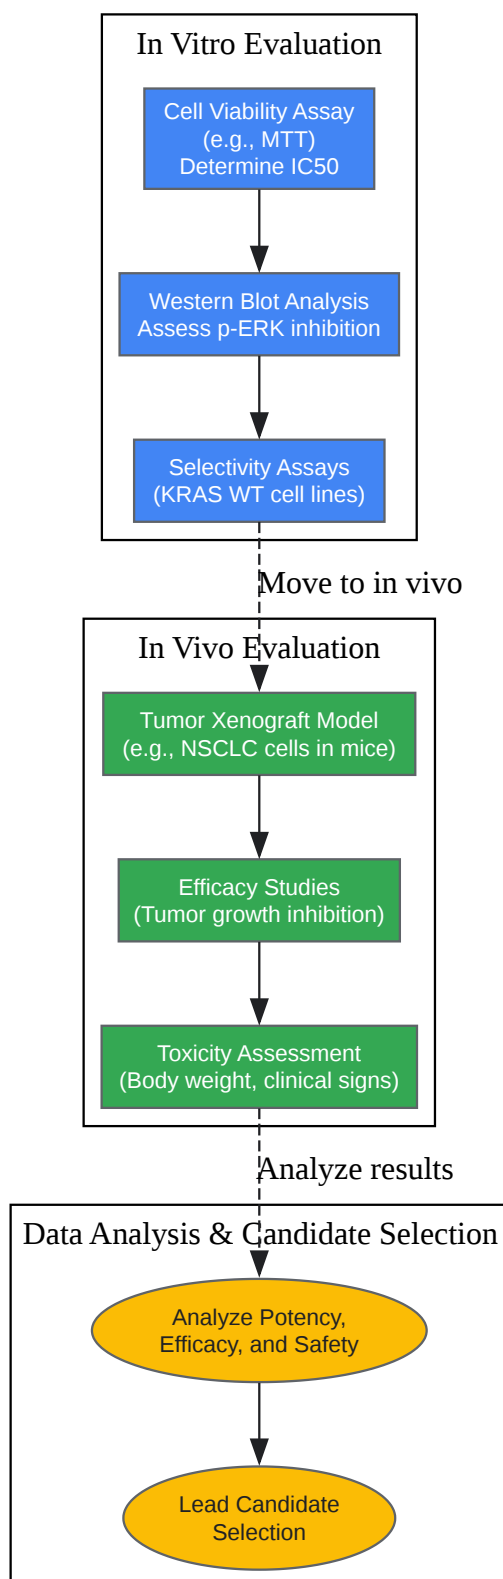 In Vitro Evaluation
Cell Viability Assay
(e.g., MTT)
Determine IC50
Western Blot Analysis
Assess p-ERK inhibition
Selectivity Assays
(KRAS WT cell lines)
Move to in vivo
In Vivo Evaluation
Tumor Xenograft Model
(e.g., NSCLC cells in mice)
Efficacy Studies
(Tumor growth inhibition)
Toxicity Assessment
(Body weight, clinical signs)
Analyze results
Data Analysis & Candidate Selection
Analyze Potency,
Efficacy, and Safety
Lead Candidate
Selection